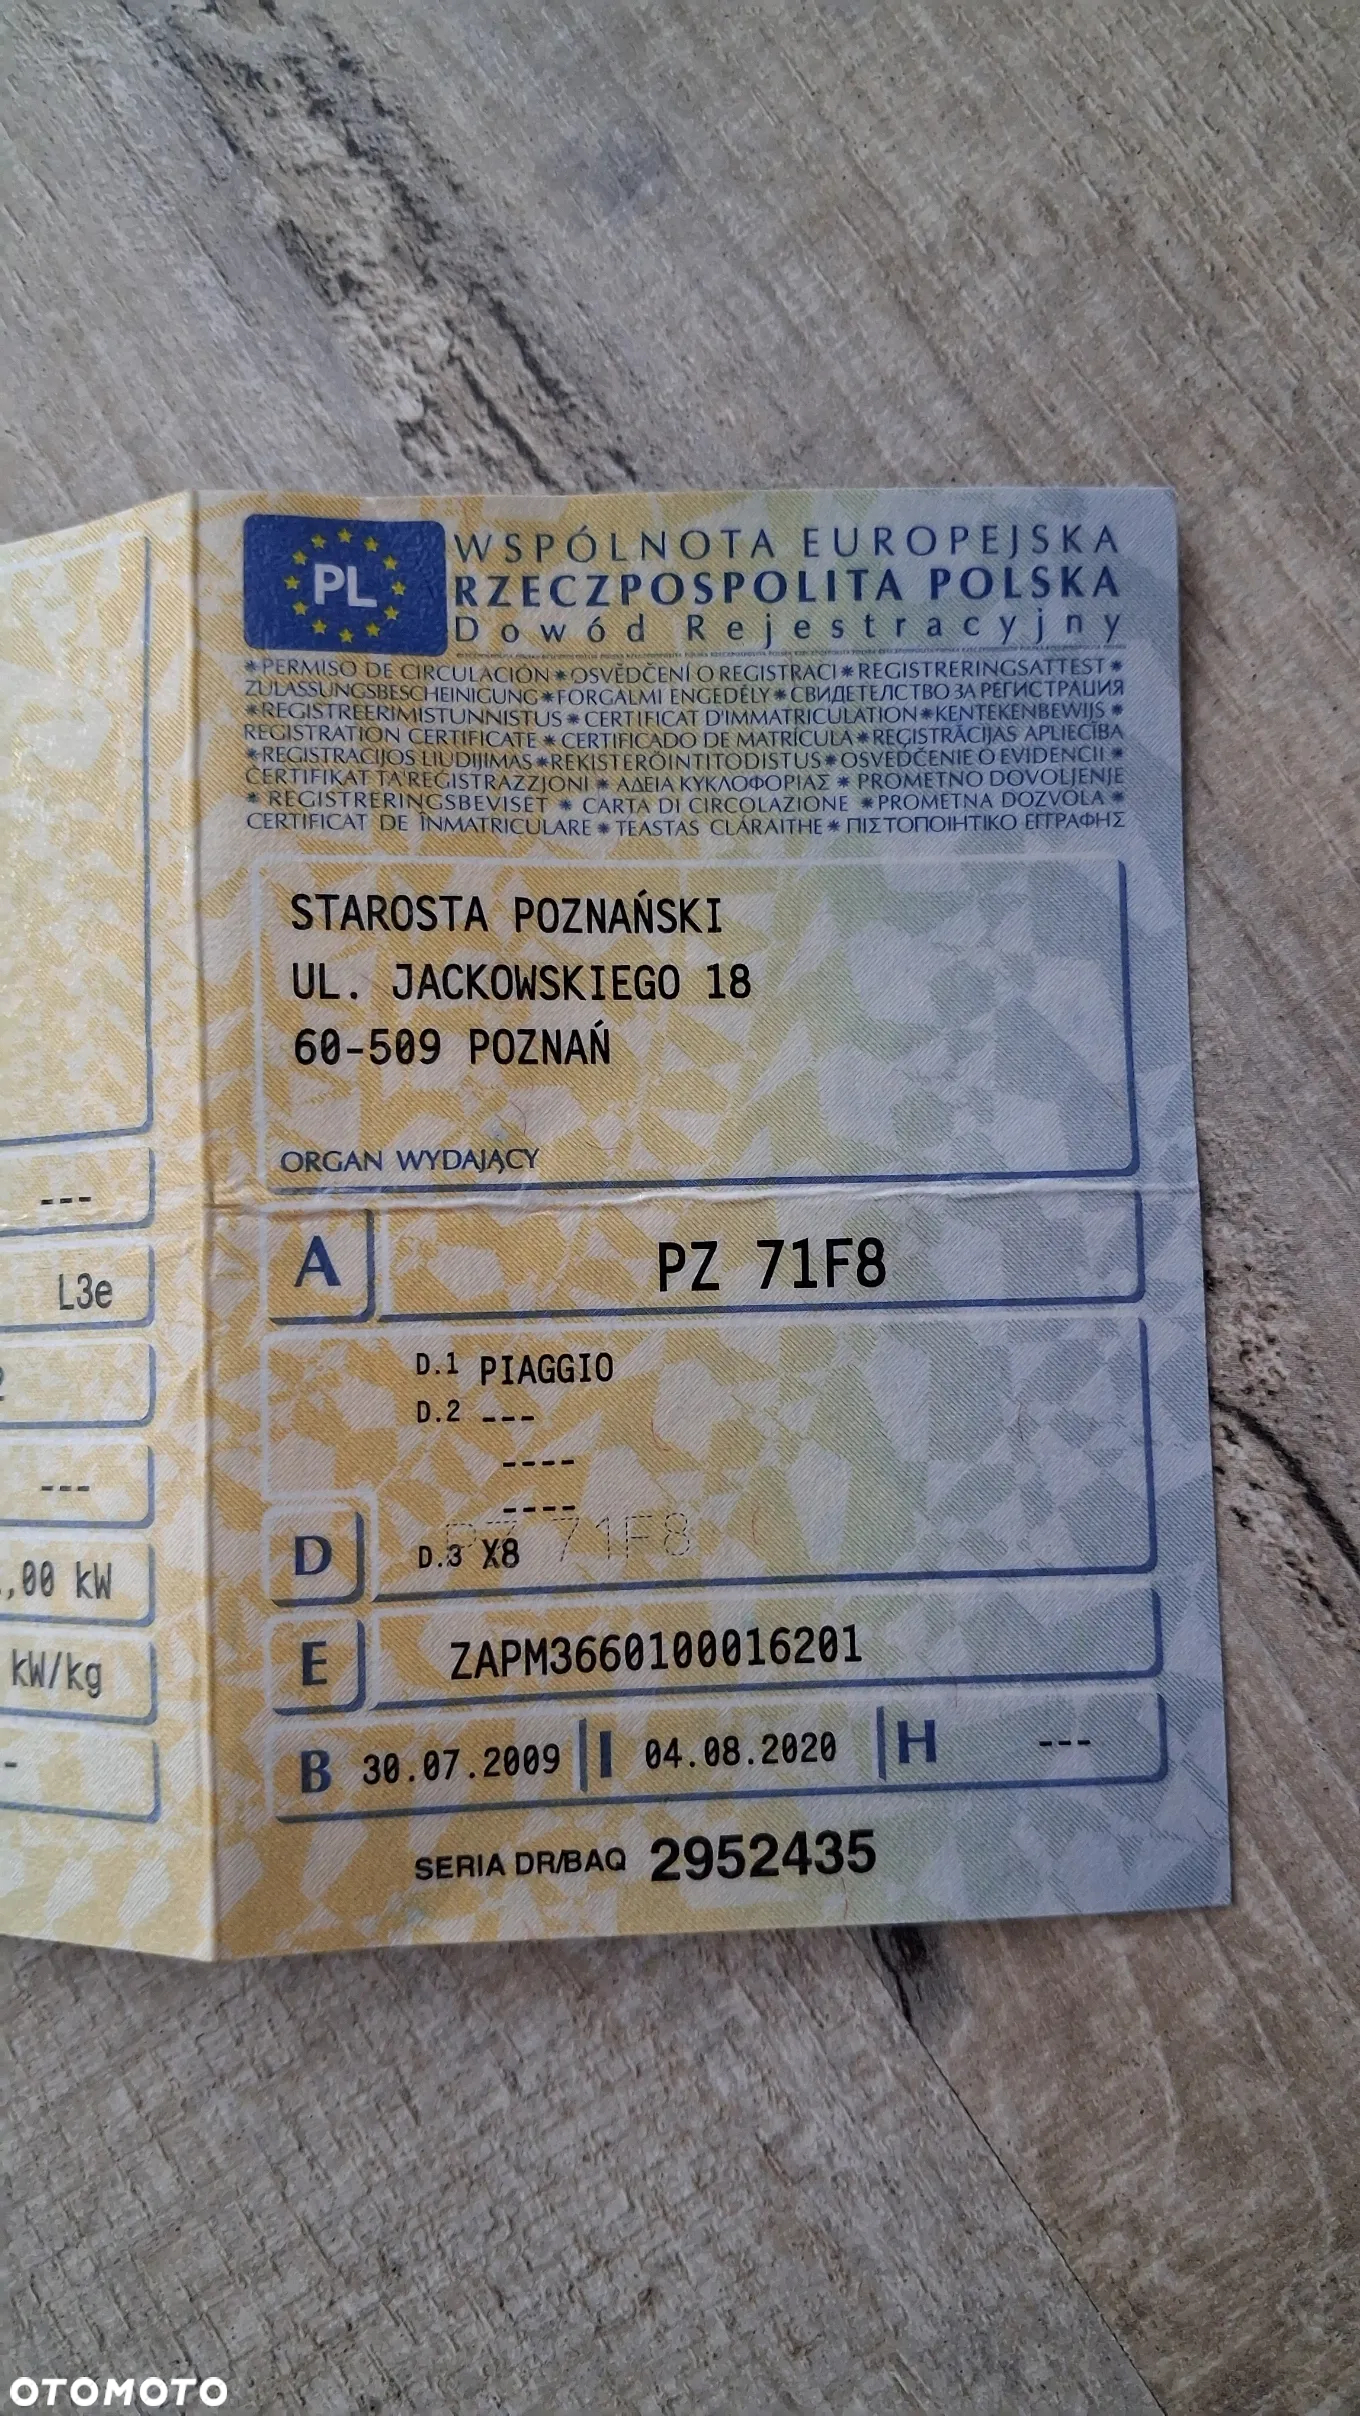 PL
WSPÓLNOTA EUROPEJSKA
RZECZPOSPOLITA POLSKA
Dowód Rejestracyjny
*PERMISO DE CIRCULACIÓN*OSVĚDČENÍ O REGISTRACI*REGISTRERINGSATTEST*
ZULASSUNGSBESCHEINIGUNG*FORGALMI ENGEDÉLY*СВИДЕТЕЛСТВО ЗА РЕГИСТРАЦИЯ
*REGISTREERIMISTUNNISTUS*CERTIFICAT D'IMMATRICULATION*KENTEKENBEWIJS*
REGISTRATION CERTIFICATE*CERTIFICADO DE MATRÍCULA*REĢISTRĀCIJAS APLIECĪBA
*REGISTRACIJOS LIUDIJIMAS*REKISTERÖINTITODISTUS*OSVEDČENIE O EVIDENCII*
ĊERTIFIKAT TA'REĠISTRAZZJONI*ΑΔΕΙΑ ΚΥΚΛΟΦΟΡΙΑΣ*PROMETNO DOVOLJENJE
*REGISTRERINGSBEVISET*CARTA DI CIRCOLAZIONE*PROMETNA DOZVOLA*
CERTIFICAT DE ÎNMATRICULARE*TEASTAS CLÁRAITHE*ΠΙΣΤΟΠΟΙΗΤΙΚΟ ΕΓΓΡΑΦΗΣ
STAROSTA POZNAŃSKI
UL. JACKOWSKIEGO 18
60-509 POZNAŃ
ORGAN WYDAJĄCY
A PZ 71F8
D.1 PIAGGIO
D.2 ---
----
----
PZ 71F8
D D.3 X8
E ZAPM3660100016201
B 30.07.2009 I 04.08.2020 H ---
SERIA DR/BAQ 2952435
---
L3e
---
,00 kW
kW/kg
-
OTOMOTO